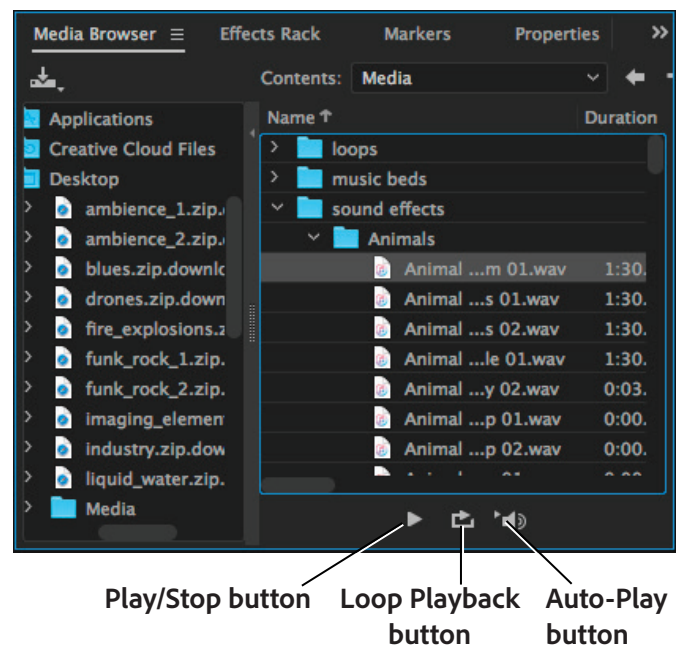 Media Browser Effects Rack Markers Properties
Contents: Media
Name Duration
Applications
Creative Cloud Files
Desktop
ambience_1.zip.
ambience_2.zip.
blues.zip.downlc
drones.zip.down
fire_explosions.z
funk_rock_1.zip.
funk_rock_2.zip.
imaging_elemen
industry.zip.dow
liquid_water.zip.
Media
loops
music beds
sound effects
Animals
Animal ...m 01.wav 1:30.
Animal ...s 01.wav 1:30.
Animal ...s 02.wav 1:30.
Animal ...le 01.wav 1:30.
Animal ...y 02.wav 0:03.
Animal ...p 01.wav 0:00.
Animal ...p 02.wav 0:00.
Play/Stop button Loop Playback Auto-Play
button button